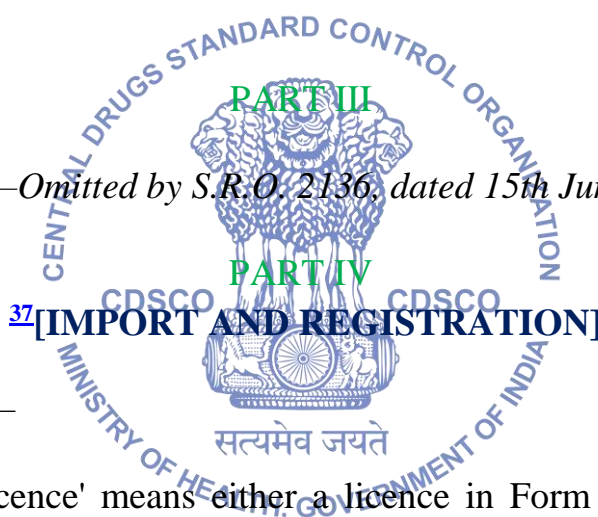 CENTRAL DRUGS STANDARD CONTROL ORGANISATION
PART III
–Omitted by S.R.O. 2136, dated 15th Jun
PART IV
CDSCO CDSCO
37[IMPORT AND REGISTRATION]
–
सत्यमेव जयते
cence' means either a licence in Form
MINISTRY OF HEALTH, GOVERNMENT OF INDIA